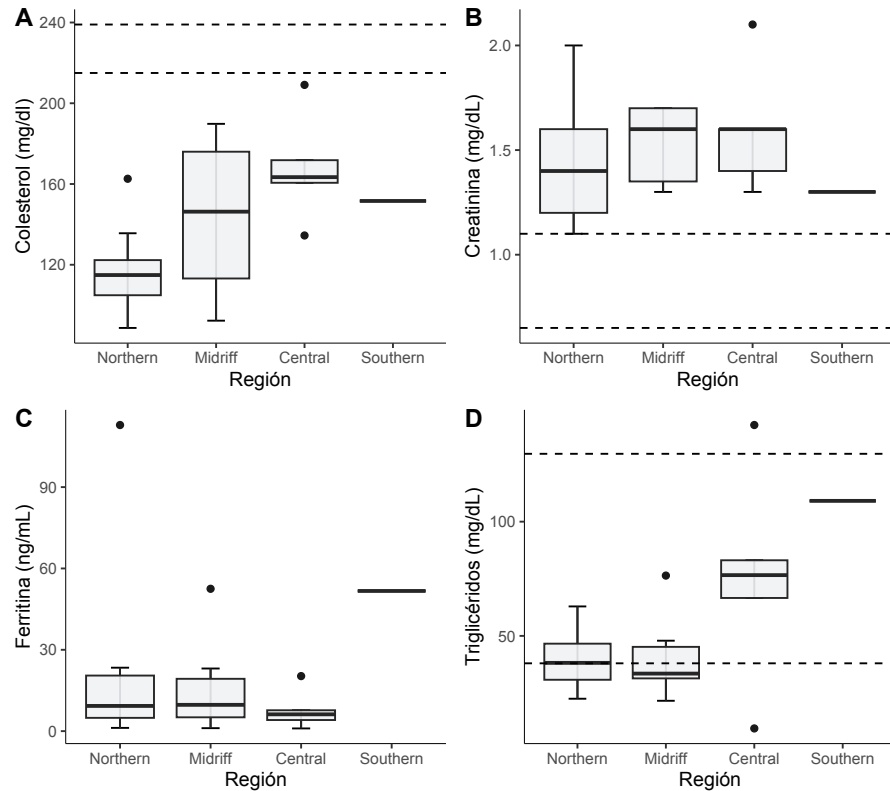 A
Colesterol (mg/dl)
240
200
160
120
Northern Midriff Central Southern
Región
B
Creatinina (mg/dL)
2.0
1.5
1.0
Northern Midriff Central Southern
Región
C
Ferritina (ng/mL)
90
60
30
0
Northern Midriff Central Southern
Región
D
Triglicéridos (mg/dL)
100
50
Northern Midriff Central Southern
Región